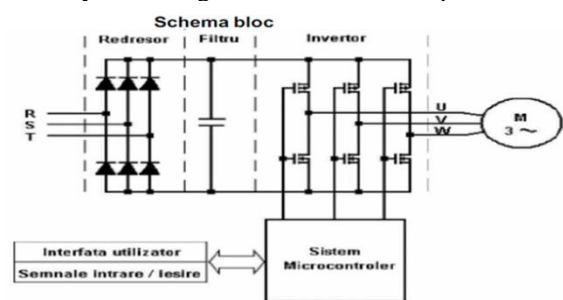 Schema bloc
Redresor Filtru Invertor
R
S
T
U
V
W
M
3 ~
Interfata utilizator
Semnale intrare / Iesire
Sistem
Microcontroler